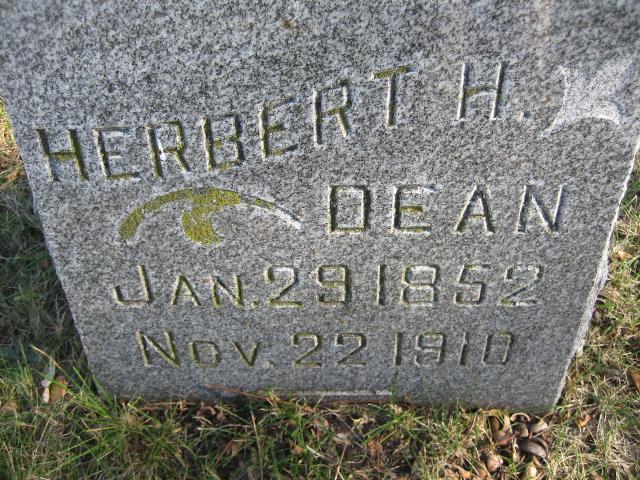 HERBERT H.
DEAN
JAN. 29 1852
NOV. 22 1910